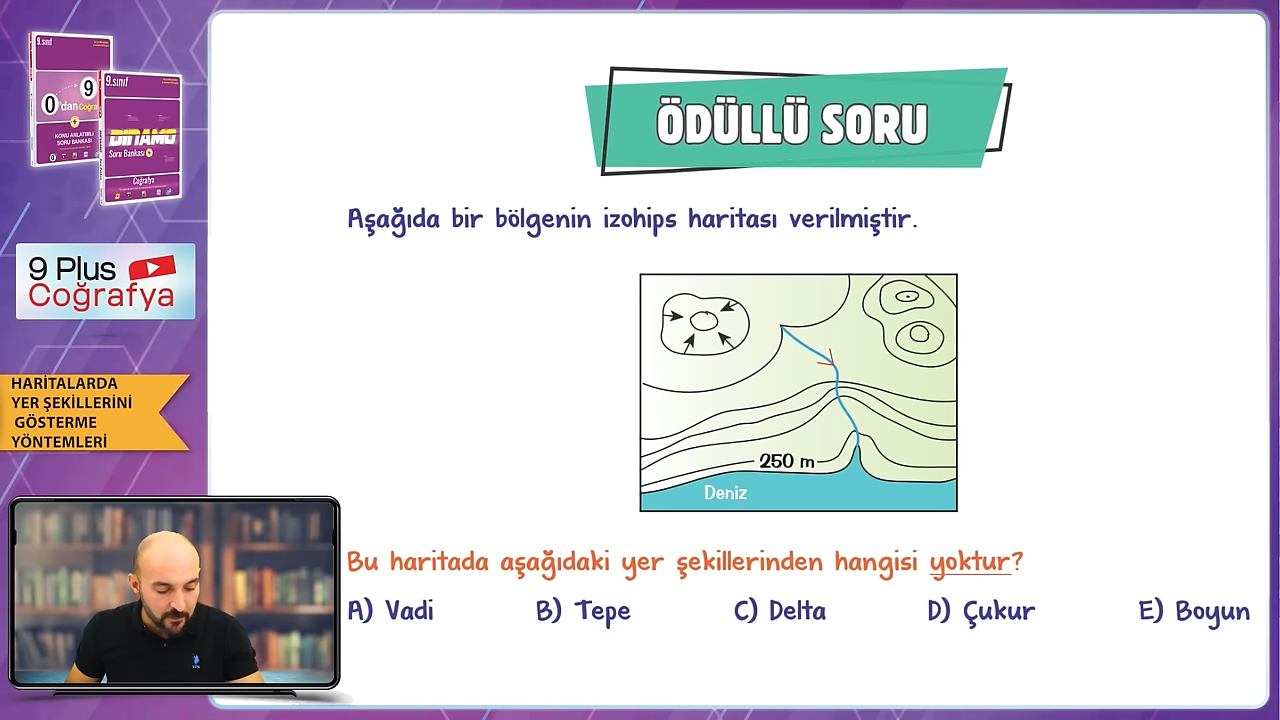 9.sınıf
0'dan 9
Coğrafya
KONU ANLATIMLI
SORU BANKASI
9.sınıf
DİNAMO
Soru Bankası
Coğrafya
9 Plus
Coğrafya
HARİTALARDA
YER ŞEKİLLERİNİ
GÖSTERME
YÖNTEMLERİ
ÖDÜLLÜ SORU
Aşağıda bir bölgenin izohips haritası verilmiştir.
250 m
Deniz
Bu haritada aşağıdaki yer şekillerinden hangisi yoktur?
A) Vadi B) Tepe C) Delta D) Çukur E) Boyun